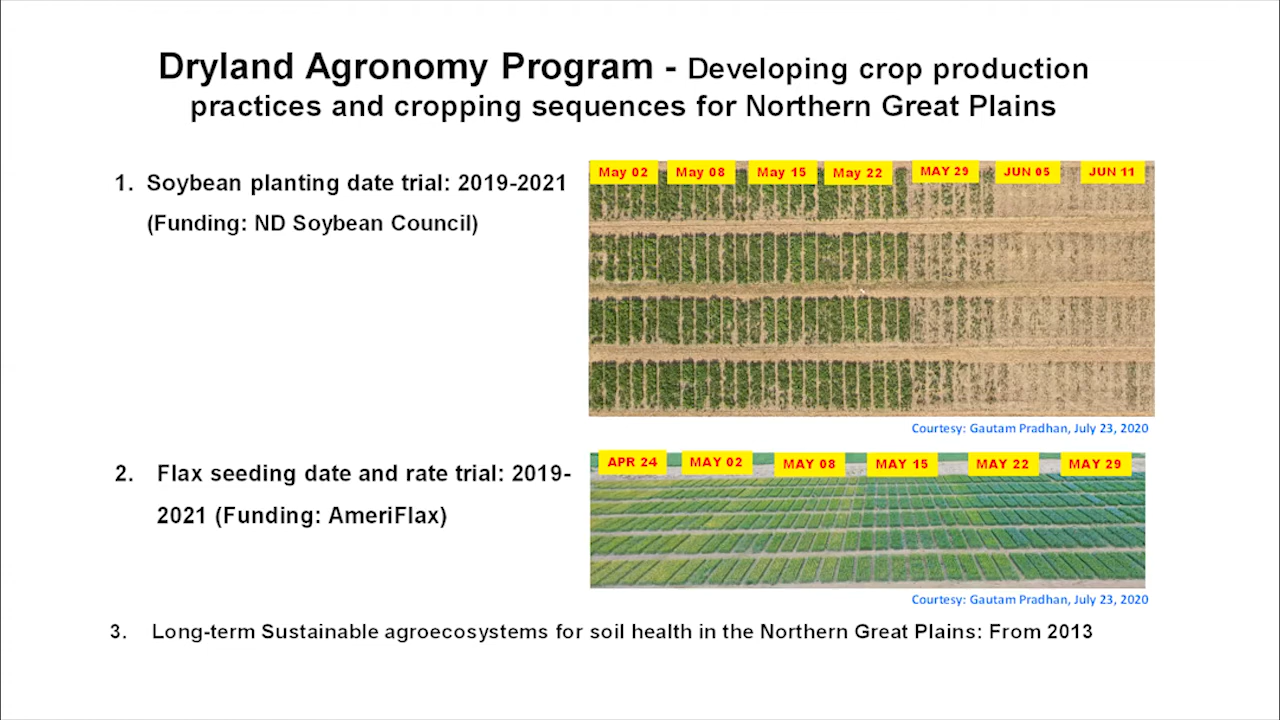 Dryland Agronomy Program - Developing crop production
practices and cropping sequences for Northern Great Plains
1. Soybean planting date trial: 2019-2021
(Funding: ND Soybean Council)
May 02 May 08 May 15 May 22 MAY 29 JUN 05 JUN 11
Courtesy: Gautam Pradhan, July 23, 2020
2. Flax seeding date and rate trial: 2019-
2021 (Funding: AmeriFlax)
APR 24 MAY 02 MAY 08 MAY 15 MAY 22 MAY 29
Courtesy: Gautam Pradhan, July 23, 2020
3. Long-term Sustainable agroecosystems for soil health in the Northern Great Plains: From 2013